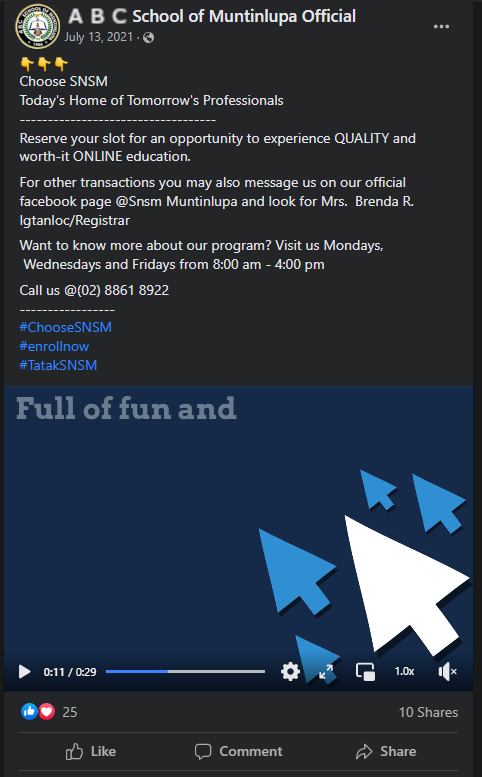 A B C School of Muntinlupa Official
July 13, 2021 ·
Choose SNSM
Today's Home of Tomorrow's Professionals
-----------------------------------
Reserve your slot for an opportunity to experience QUALITY and
worth-it ONLINE education.
For other transactions you may also message us on our official
facebook page @Snsm Muntinlupa and look for Mrs. Brenda R.
Igtanloc/Registrar
Want to know more about our program? Visit us Mondays,
Wednesdays and Fridays from 8:00 am - 4:00 pm
Call us @(02) 8861 8922
-----------------
#ChooseSNSM
#enrollnow
#TatakSNSM
Full of fun and
0:11 / 0:29
1.0x
25
10 Shares
Like
Comment
Share